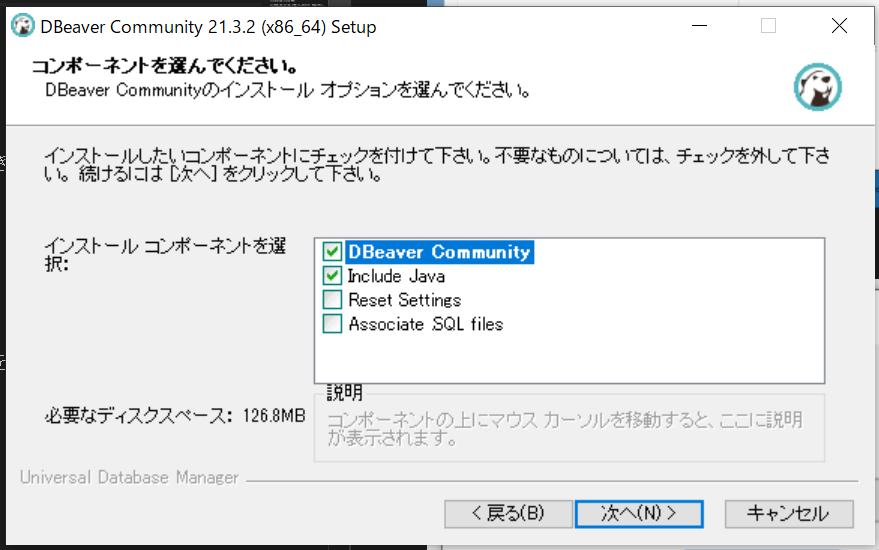 DBeaver Community 21.3.2 (x86_64) Setup
コンポーネントを選んでください。
DBeaver Communityのインストール オプションを選んでください。
インストールしたいコンポーネントにチェックを付けて下さい。不要なものについては、チェックを外して下さ
い。続けるには [次へ] をクリックして下さい。
インストール コンポーネントを選
択:
DBeaver Community
Include Java
Reset Settings
Associate .SQL files
必要なディスクスペース: 126.8MB
説明
コンポーネントの上にマウス カーソルを移動すると、ここに説明
が表示されます。
Universal Database Manager
< 戻る(B)
次へ(N) >
キャンセル